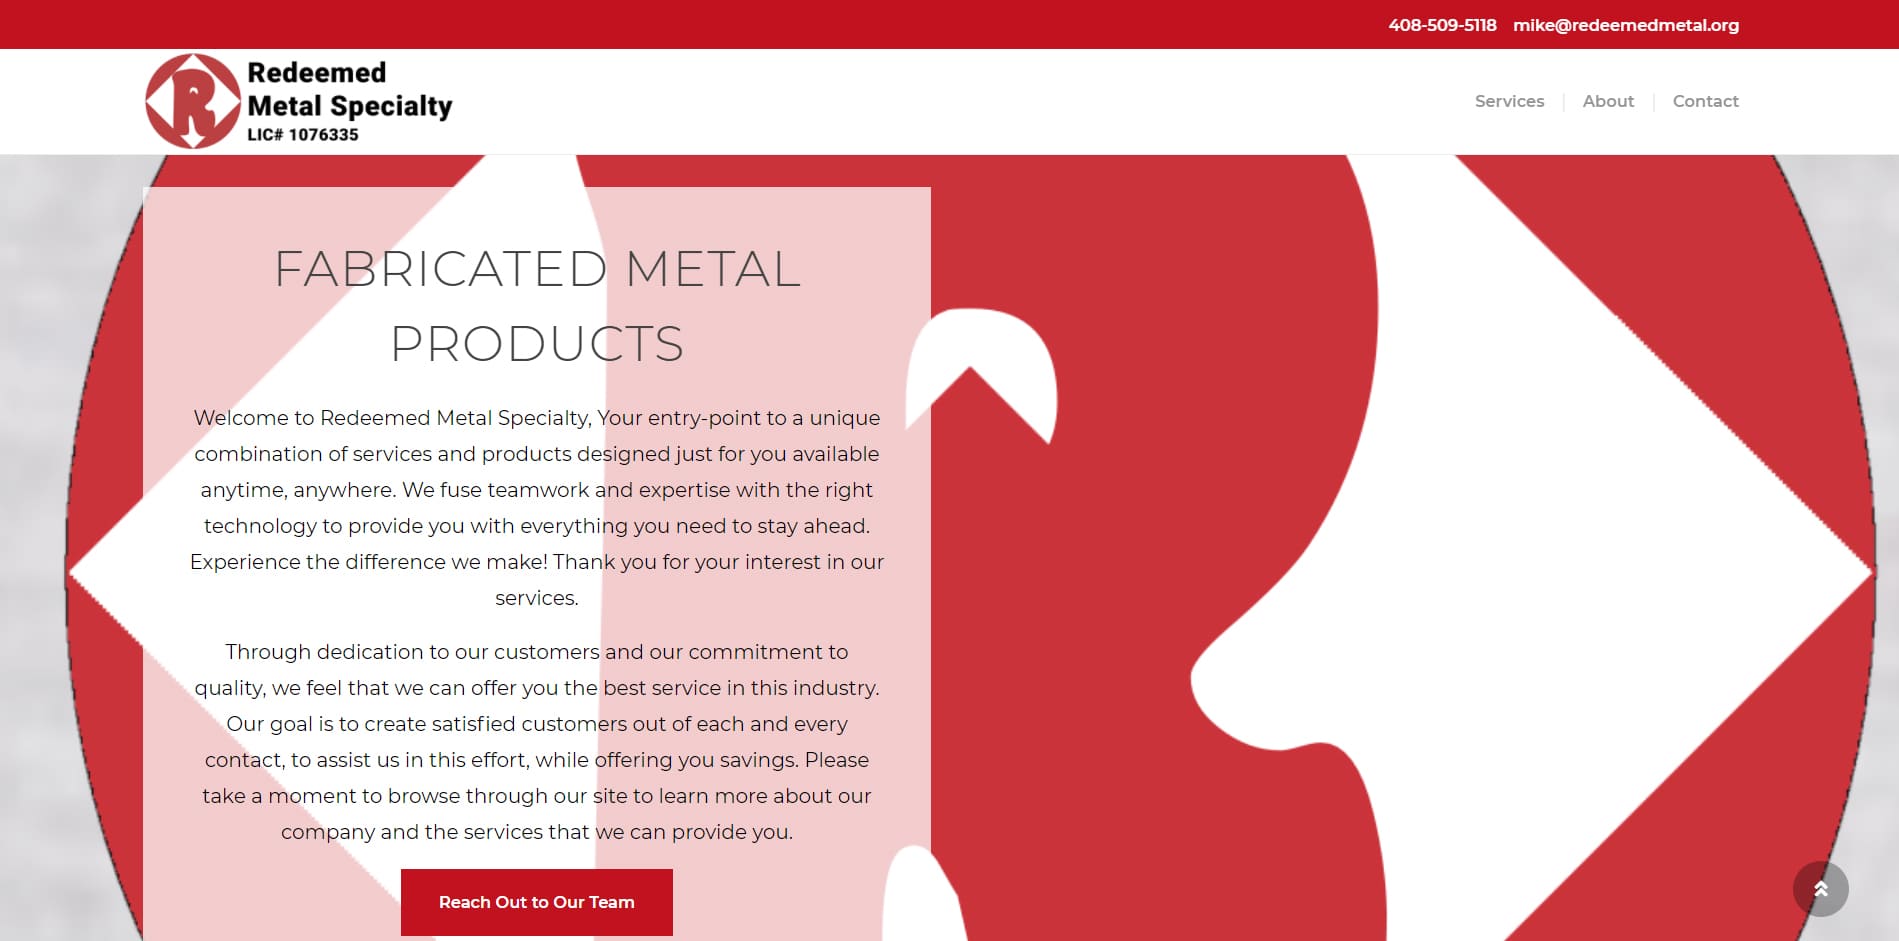 408-509-5118 mike@redeemedmetal.org
R
Redeemed
Metal Specialty
LIC# 1076335
Services About Contact
FABRICATED METAL
PRODUCTS
Welcome to Redeemed Metal Specialty, Your entry-point to a unique
combination of services and products designed just for you available
anytime, anywhere. We fuse teamwork and expertise with the right
technology to provide you with everything you need to stay ahead.
Experience the difference we make! Thank you for your interest in our
services.
Through dedication to our customers and our commitment to
quality, we feel that we can offer you the best service in this industry.
Our goal is to create satisfied customers out of each and every
contact, to assist us in this effort, while offering you savings. Please
take a moment to browse through our site to learn more about our
company and the services that we can provide you.
Reach Out to Our Team